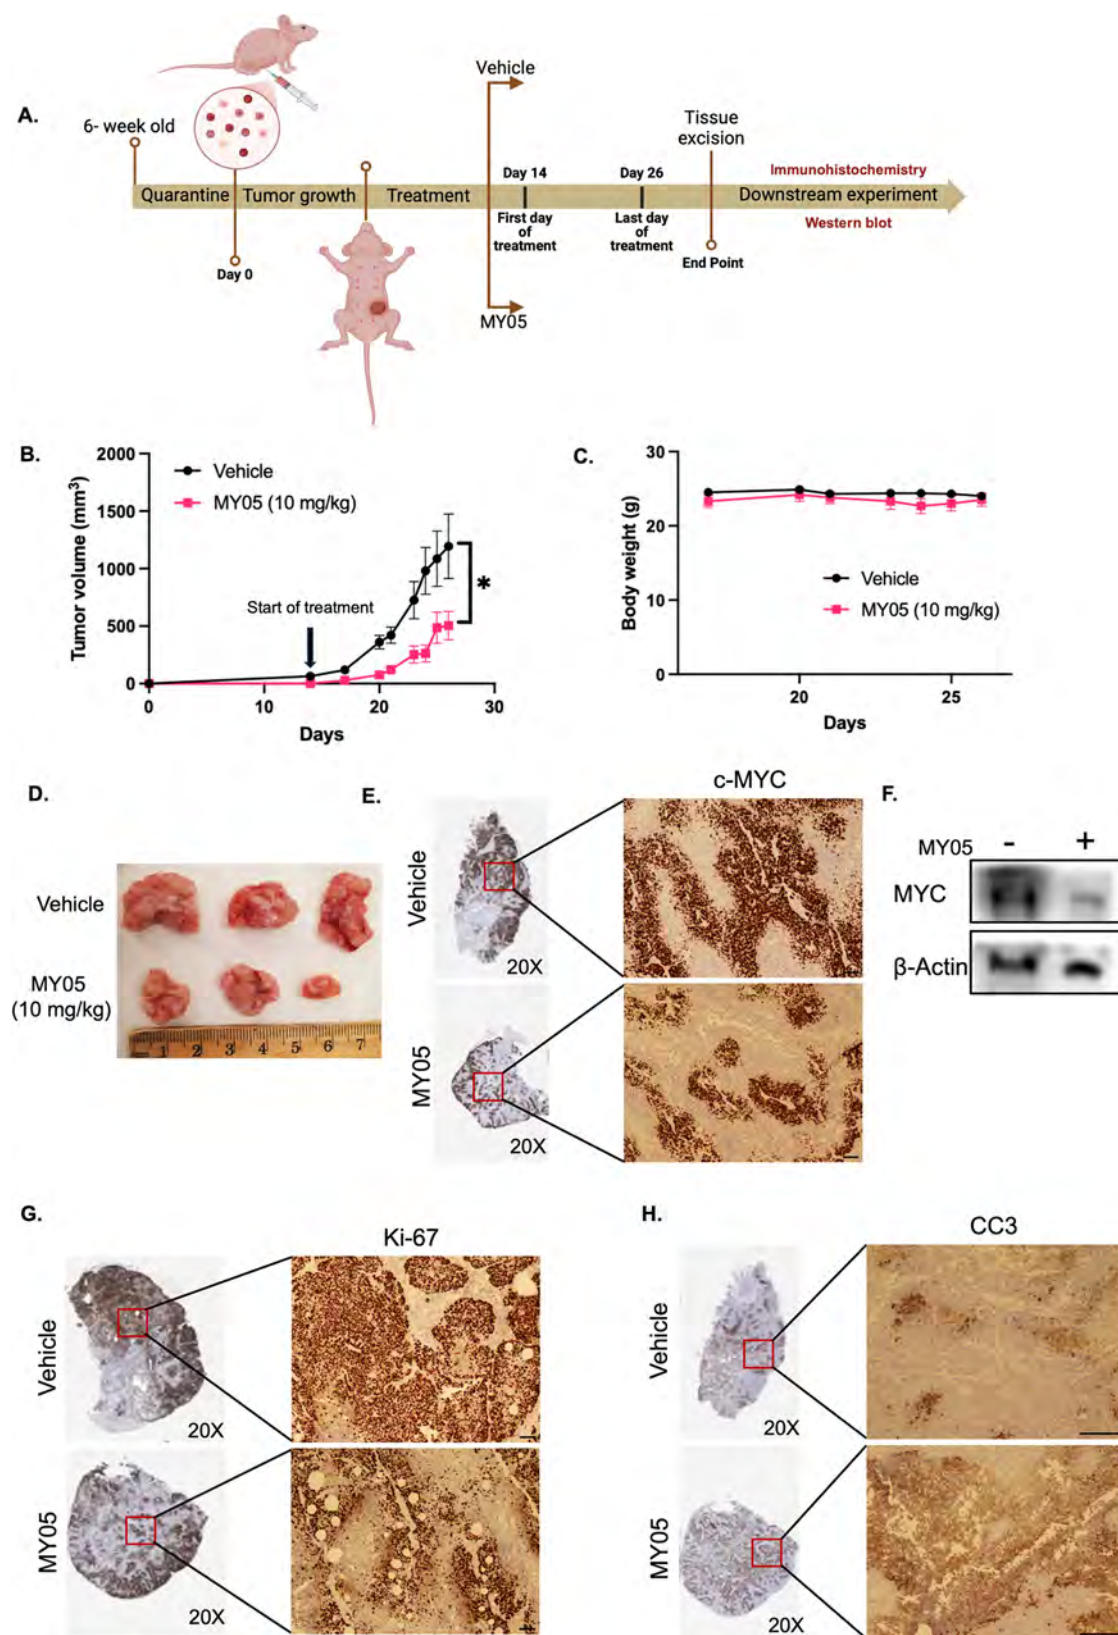 A.
6- week old
Quarantine
Day 0
Tumor growth
Treatment
Vehicle
MY05
Day 14
First day
of
treatment
Day 26
Last day
of
treatment
Tissue
excision
End Point
Immunohistochemistry
Downstream experiment
Western blot
B.
Tumor volume (mm³)
2000
1500
1000
500
0
Vehicle
MY05 (10 mg/kg)
Start of treatment
*
0 10 20 30
Days
C.
Body weight (g)
30
20
10
0
Vehicle
MY05 (10 mg/kg)
20 25
Days
D.
Vehicle
MY05
(10 mg/kg)
1 2 3 4 5 6 7
E.
c-MYC
Vehicle
20X
MY05
20X
F.
MY05 - +
MYC
β-Actin
G.
Ki-67
Vehicle
20X
MY05
20X
H.
CC3
Vehicle
20X
MY05
20X